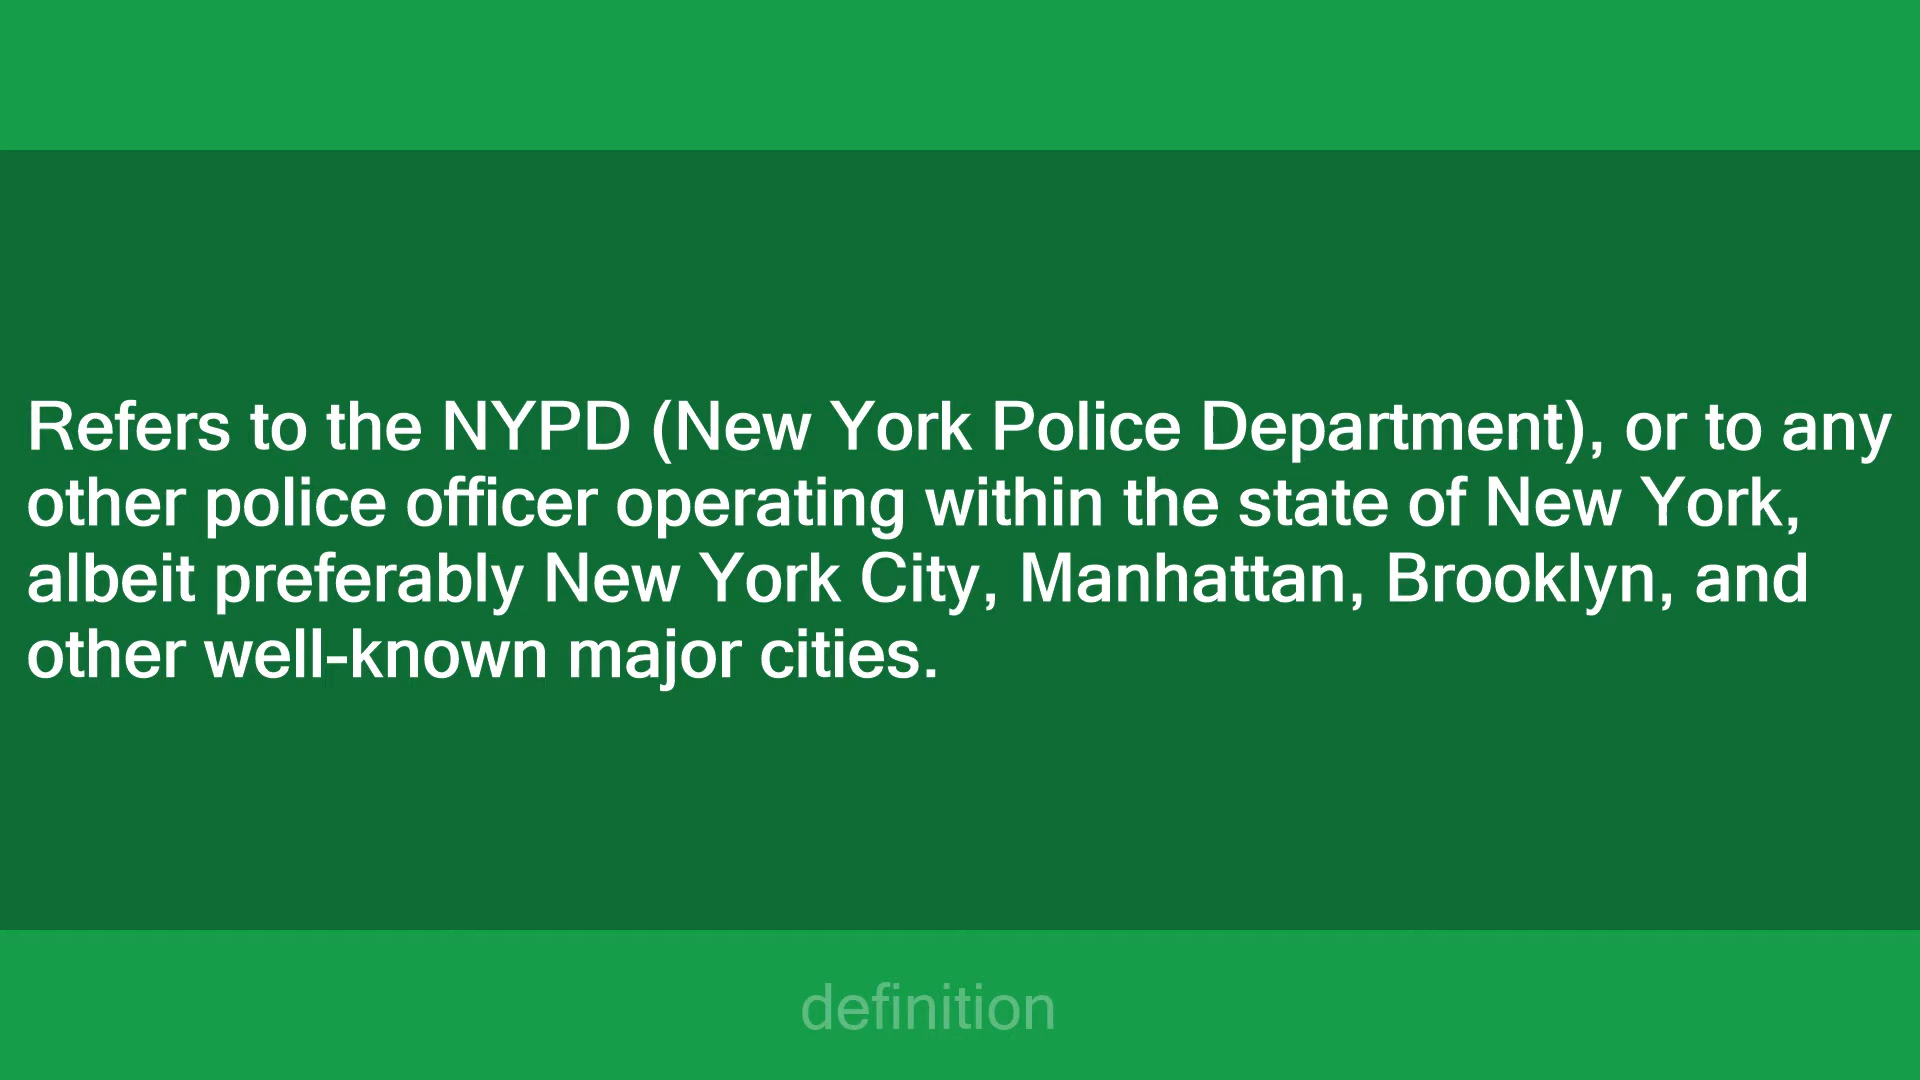 Refers to the NYPD (New York Police Department), or to any
other police officer operating within the state of New York,
albeit preferably New York City, Manhattan, Brooklyn, and
other well-known major cities.
definition